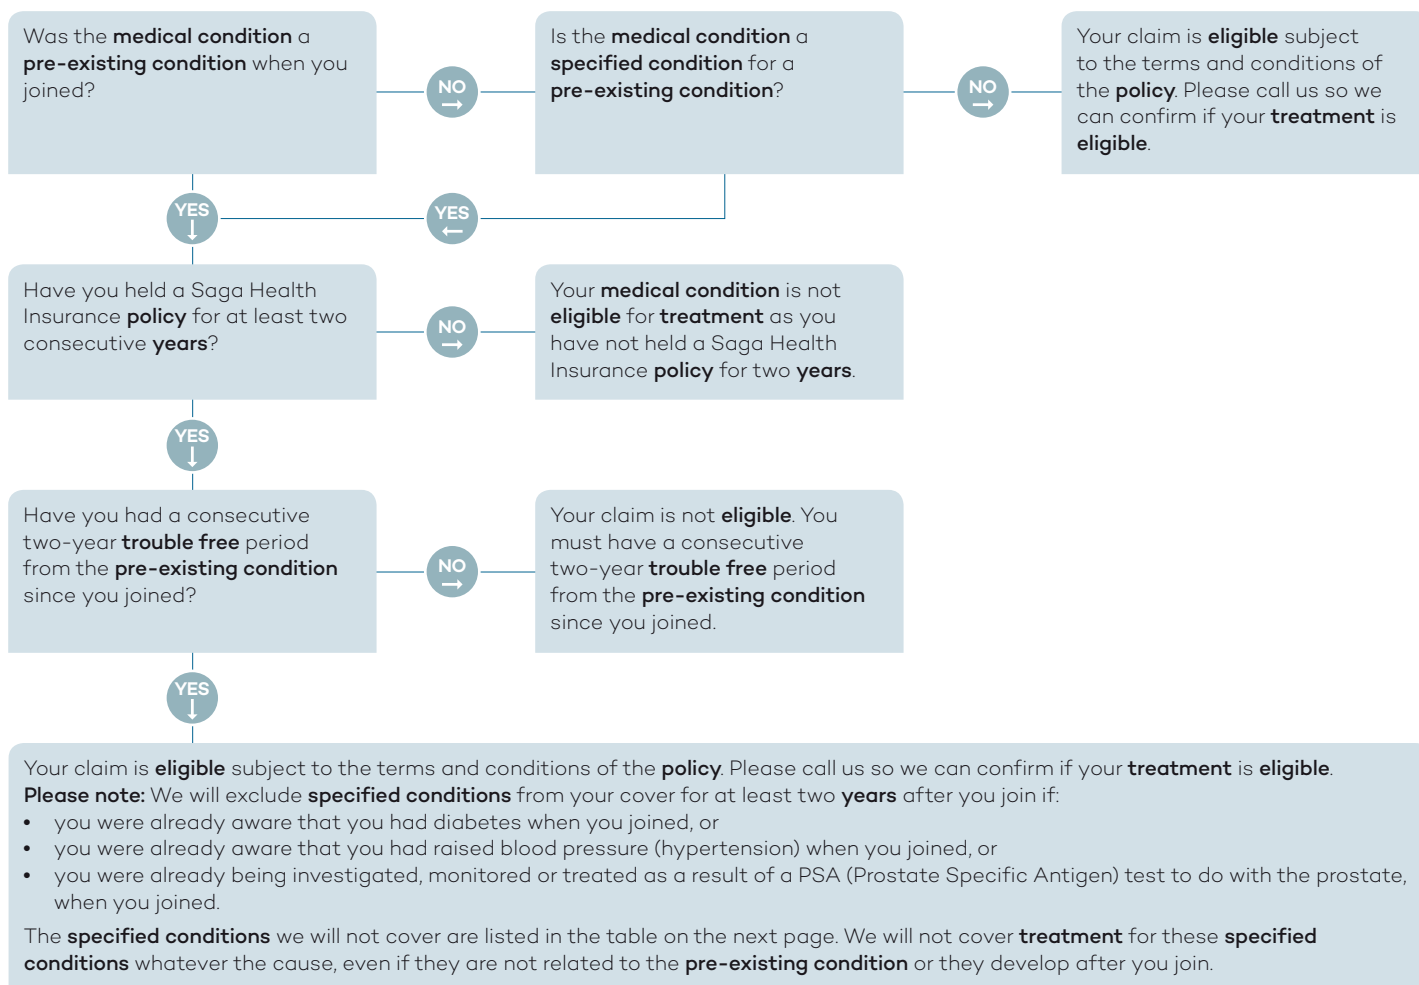 Was the medical condition a
pre-existing condition when you
joined?
NO
→
Is the medical condition a
specified condition for a
pre-existing condition?
NO
→
Your claim is eligible subject
to the terms and conditions of
the policy. Please call us so we
can confirm if your treatment is
eligible.
YES
↓
YES
←
Have you held a Saga Health
Insurance policy for at least two
consecutive years?
NO
→
Your medical condition is not
eligible for treatment as you
have not held a Saga Health
Insurance policy for two years.
YES
↓
Have you had a consecutive
two-year trouble free period
from the pre-existing condition
since you joined?
NO
→
Your claim is not eligible. You
must have a consecutive
two-year trouble free period
from the pre-existing condition
since you joined.
YES
↓
Your claim is eligible subject to the terms and conditions of the policy. Please call us so we can confirm if your treatment is eligible.
Please note: We will exclude specified conditions from your cover for at least two years after you join if:
• you were already aware that you had diabetes when you joined, or
• you were already aware that you had raised blood pressure (hypertension) when you joined, or
• you were already being investigated, monitored or treated as a result of a PSA (Prostate Specific Antigen) test to do with the prostate,
when you joined.
The specified conditions we will not cover are listed in the table on the next page. We will not cover treatment for these specified
conditions whatever the cause, even if they are not related to the pre-existing condition or they develop after you join.